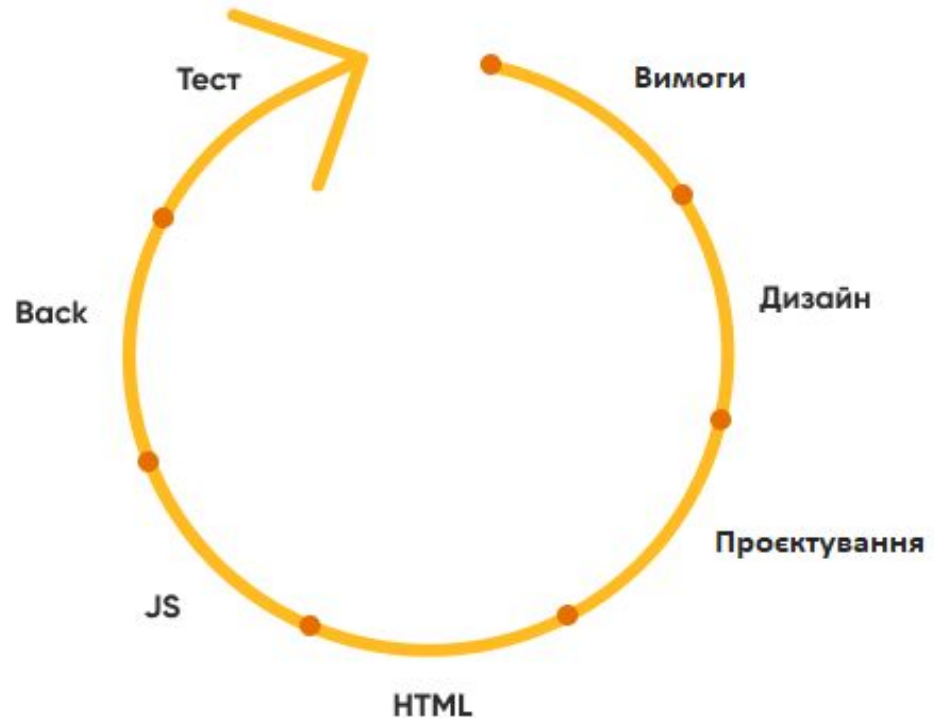 Вимоги
Дизайн
Проєктування
HTML
JS
Back
Тест